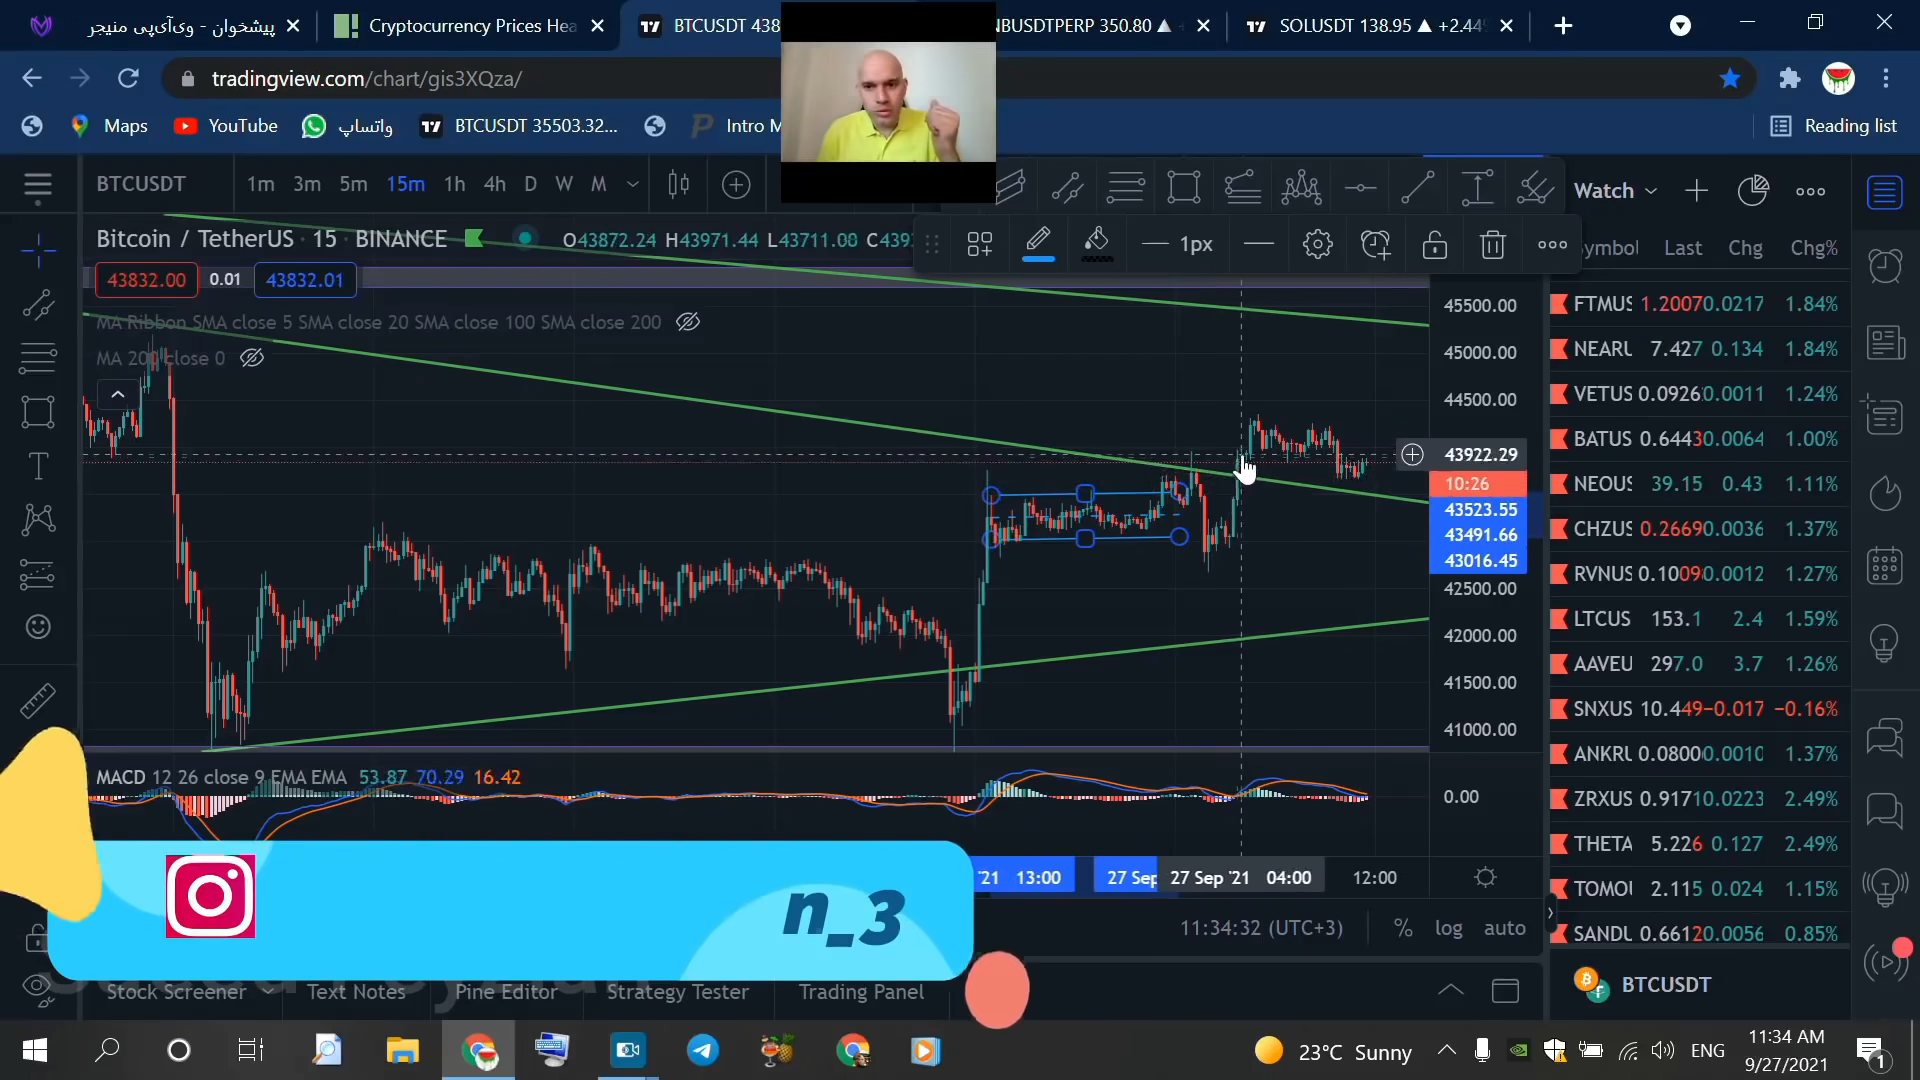 پیشخوان - وی‌آی‌پی منیجر
Cryptocurrency Prices Hea
BTCUSDT 438
NBUSDTPERP 350.80 ▲
SOLUSDT 138.95 ▲ +2.44
tradingview.com/chart/gis3XQza/
Maps
YouTube
واتساپ
BTCUSDT 35503.32...
Intro
Reading list
BTCUSDT
1m 3m 5m 15m 1h 4h D W M
Watch
Bitcoin / TetherUS · 15 · BINANCE
O43872.24 H43971.44 L43711.00 C439
1px
Symbol Last Chg Chg%
43832.00 0.01 43832.01
MA Ribbon SMA close 5 SMA close 20 SMA close 100 SMA close 200
MA 200 close 0
45500.00
45000.00
44500.00
43922.29
10:26
43523.55
43491.66
43016.45
42500.00
42000.00
41500.00
41000.00
FTMUS 1.2007 0.0217 1.84%
NEARU 7.427 0.134 1.84%
VETUS 0.0926 0.0011 1.24%
BATUS 0.6443 0.0064 1.00%
NEOUS 39.15 0.43 1.11%
CHZUS 0.2669 0.0036 1.37%
RVNUS 0.1009 0.0012 1.27%
LTCUS 153.1 2.4 1.59%
AAVEU 297.0 3.7 1.26%
SNXUS 10.449 -0.017 -0.16%
ANKRU 0.0800 0.0010 1.37%
ZRXUS 0.9171 0.0223 2.49%
THETA 5.226 0.127 2.49%
TOMOU 2.115 0.024 1.15%
SANDU 0.6612 0.0056 0.85%
MACD 12 26 close 9 EMA EMA 53.87 70.29 16.42
0.00
'21 13:00
27 Sep
27 Sep '21 04:00
12:00
n_3
11:34:32 (UTC+3)
% log auto
Stock Screener
Text Notes
Pine Editor
Strategy Tester
Trading Panel
BTCUSDT
23°C Sunny
ENG
11:34 AM
9/27/2021
1